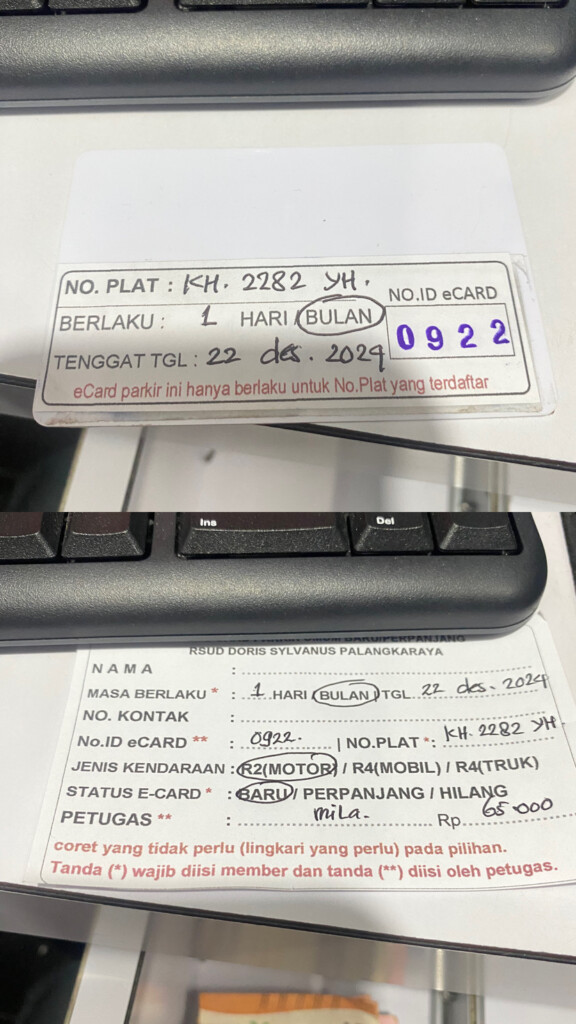 NO. PLAT : KH. 2282 YH.
NO.ID eCARD
BERLAKU : 1 HARI / BULAN
0922
TENGGAT TGL : 22 des. 2024
eCard parkir ini hanya berlaku untuk No.Plat yang terdaftar
Ins
Del
BARU/PERPANJANG
RSUD DORIS SYLVANUS PALANGKARAYA
NAMA :
MASA BERLAKU * : 1 HARI / BULAN / TGL. 22 des. 2024
NO. KONTAK :
No.ID eCARD ** : 0922. | NO.PLAT *: KH. 2282 YH.
JENIS KENDARAAN : R2(MOTOR) / R4(MOBIL) / R4(TRUK)
STATUS E-CARD * : BARU / PERPANJANG / HILANG
PETUGAS ** : mila. Rp. 65.000
coret yang tidak perlu (lingkari yang perlu) pada pilihan.
Tanda (*) wajib diisi member dan tanda (**) diisi oleh petugas.